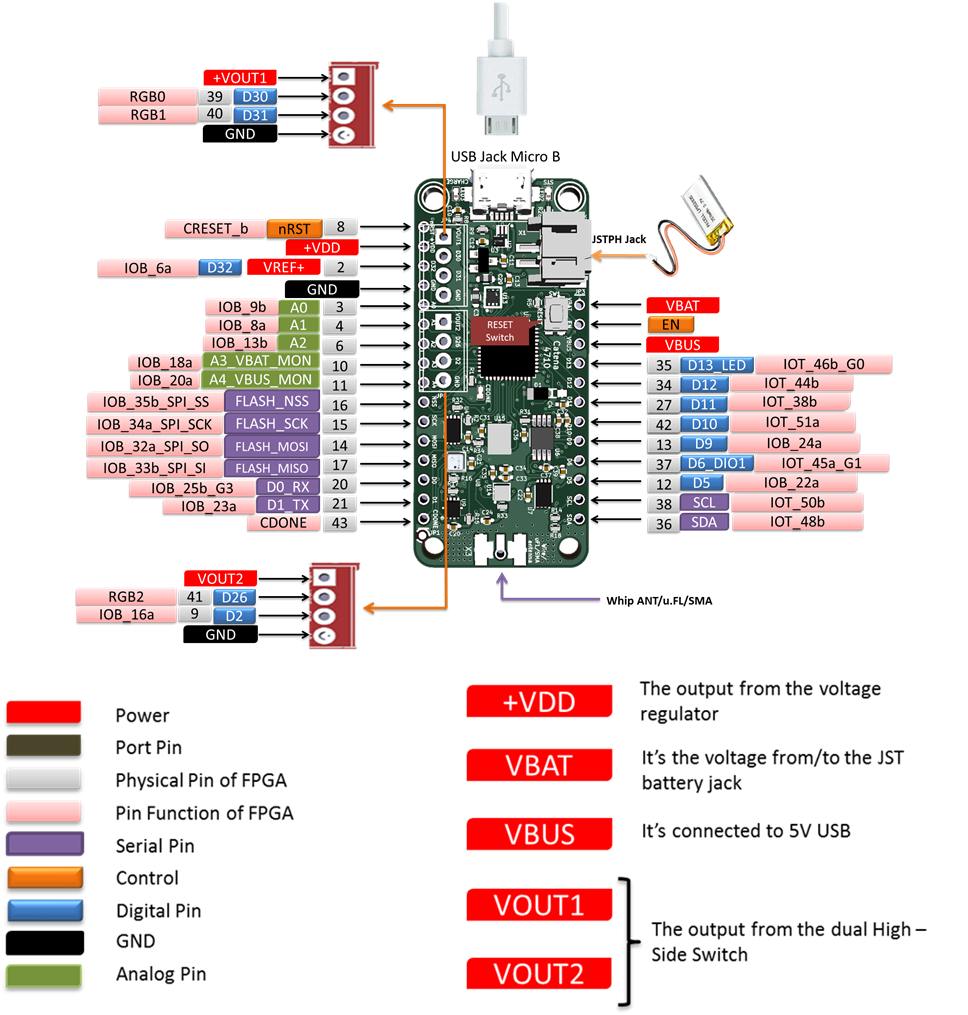 +VOUT1
RGB0 39 D30
RGB1 40 D31
GND
USB Jack Micro B
CRESET_b nRST 8
+VDD
IOB_6a D32 VREF+ 2
GND
IOB_9b A0 3
IOB_8a A1 4
IOB_13b A2 6
IOB_18a A3_VBAT_MON 10
IOB_20a A4_VBUS_MON 11
IOB_35b_SPI_SS FLASH_NSS 16
IOB_34a_SPI_SCK FLASH_SCK 15
IOB_32a_SPI_SO FLASH_MOSI 14
IOB_33b_SPI_SI FLASH_MISO 17
IOB_25b_G3 D0_RX 20
IOB_23a D1_TX 21
CDONE 43
JSTPH Jack
RESET
Switch
Catena
4710
VBAT
EN
VBUS
35 D13_LED IOT_46b_G0
34 D12 IOT_44b
27 D11 IOT_38b
42 D10 IOT_51a
13 D9 IOB_24a
37 D6_DIO1 IOT_45a_G1
12 D5 IOB_22a
38 SCL IOT_50b
36 SDA IOT_48b
VOUT2
RGB2 41 D26
IOB_16a 9 D2
GND
Whip ANT/u.FL/SMA
Power
Port Pin
Physical Pin of FPGA
Pin Function of FPGA
Serial Pin
Control
Digital Pin
GND
Analog Pin
+VDD
The output from the voltage
regulator
VBAT
It's the voltage from/to the JST
battery jack
VBUS
It's connected to 5V USB
VOUT1
VOUT2
The output from the dual High –
Side Switch